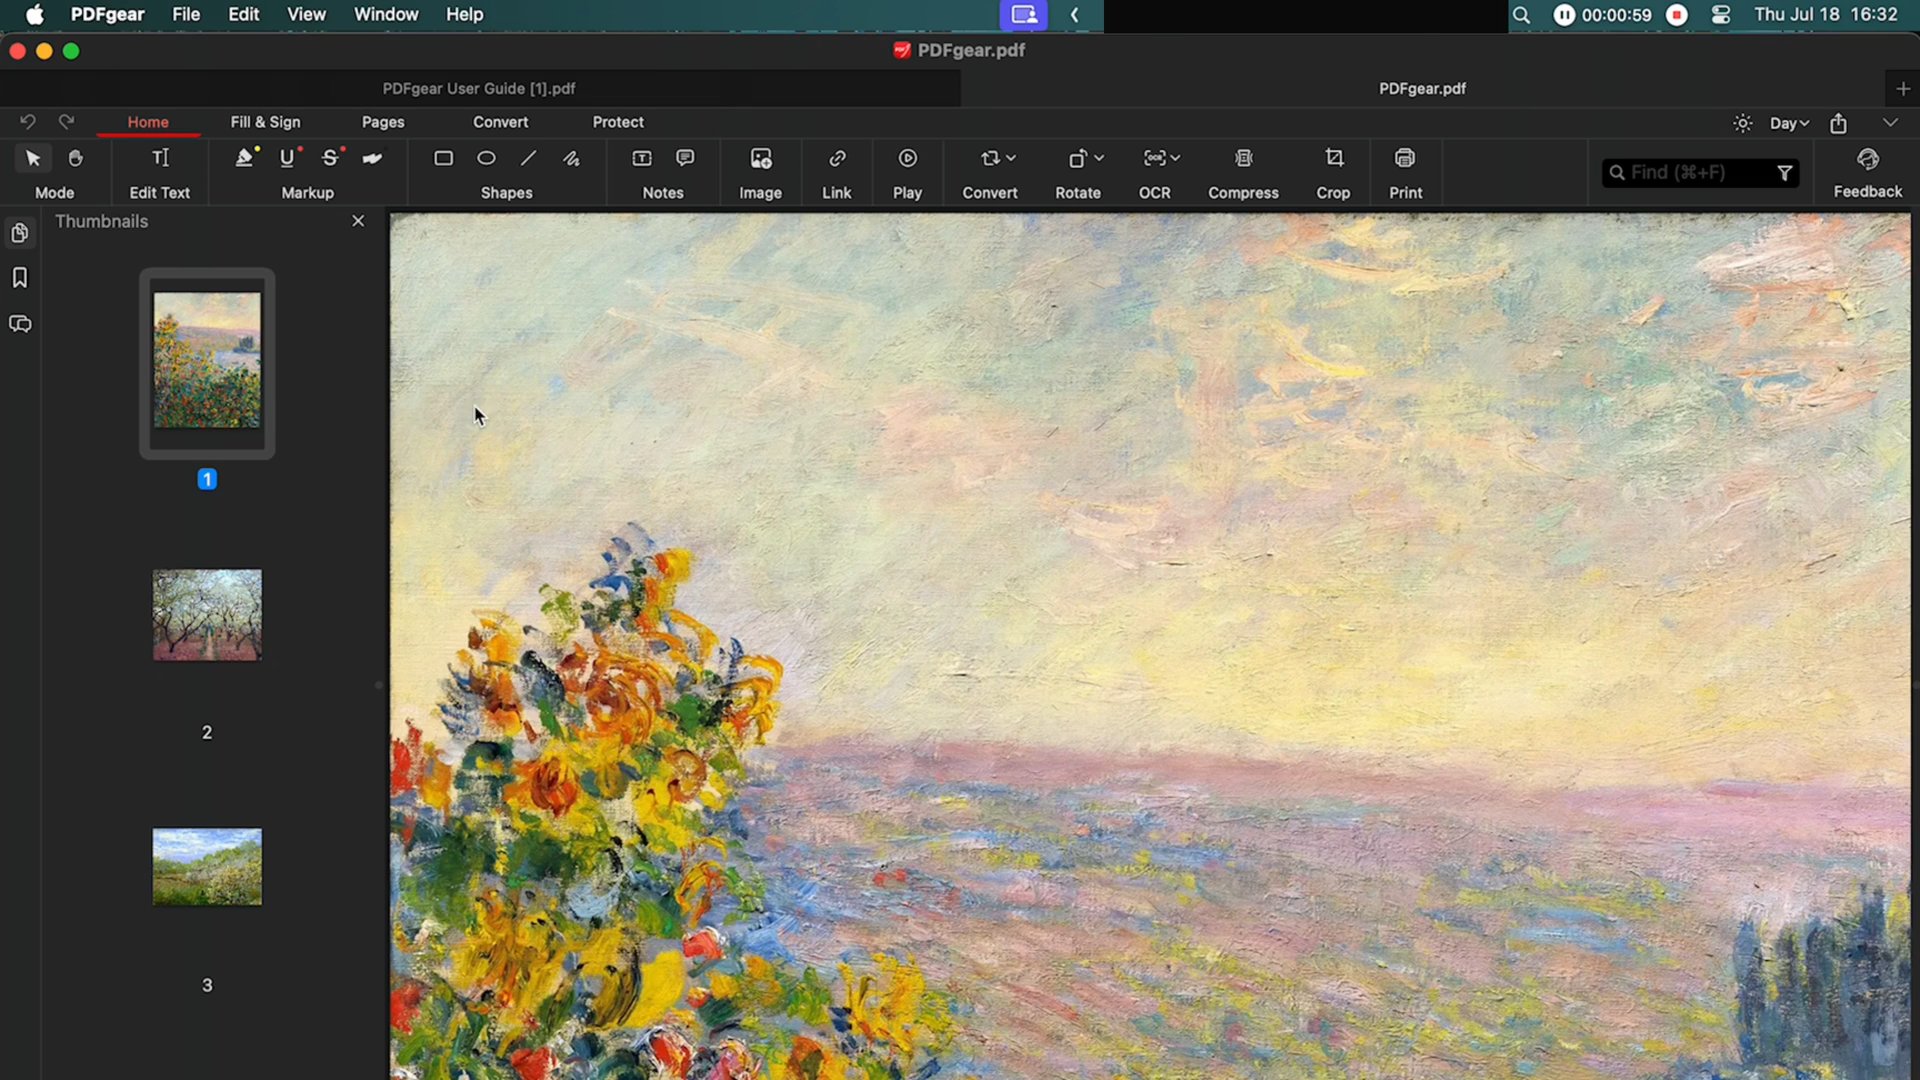 PDFgear File Edit View Window Help 00:00:59 Thu Jul 18 16:32
PDFgear.pdf
PDFgear User Guide [1].pdf PDFgear.pdf
Home Fill & Sign Pages Convert Protect Day
Mode Edit Text Markup Shapes Notes Image Link Play Convert Rotate OCR Compress Crop Print Find (⌘+F) Feedback
Thumbnails
1
2
3